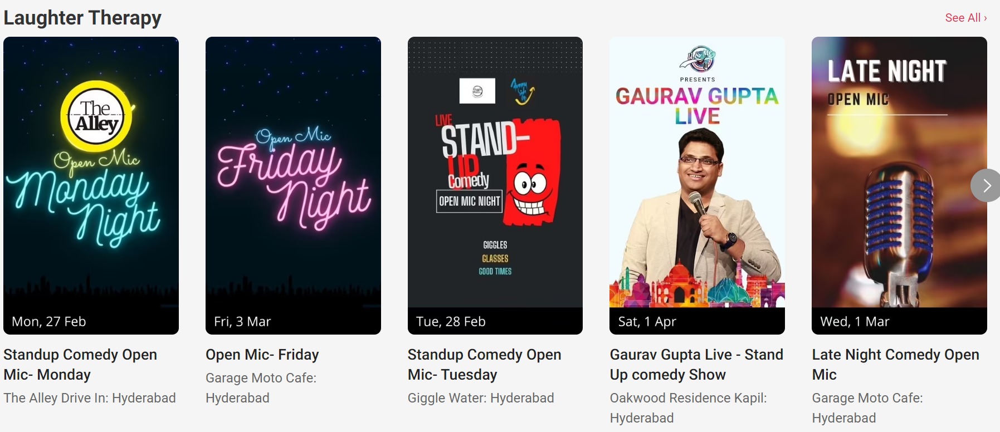 Laughter Therapy
See All ›
The
Alley
Open Mic
Monday
Night
Mon, 27 Feb
Standup Comedy Open
Mic- Monday
The Alley Drive In: Hyderabad
Open Mic
Friday
Night
Fri, 3 Mar
Open Mic- Friday
Garage Moto Cafe:
Hyderabad
Giggle
Water
LIVE
STAND-
UP
Comedy
OPEN MIC NIGHT
GIGGLES
GLASSES
GOOD TIMES
Tue, 28 Feb
Standup Comedy Open
Mic- Tuesday
Giggle Water: Hyderabad
U & Me
PRESENTS
GAURAV GUPTA
LIVE
Sat, 1 Apr
Gaurav Gupta Live - Stand
Up comedy Show
Oakwood Residence Kapil:
Hyderabad
LATE NIGHT
OPEN MIC
Wed, 1 Mar
Late Night Comedy Open
Mic
Garage Moto Cafe:
Hyderabad